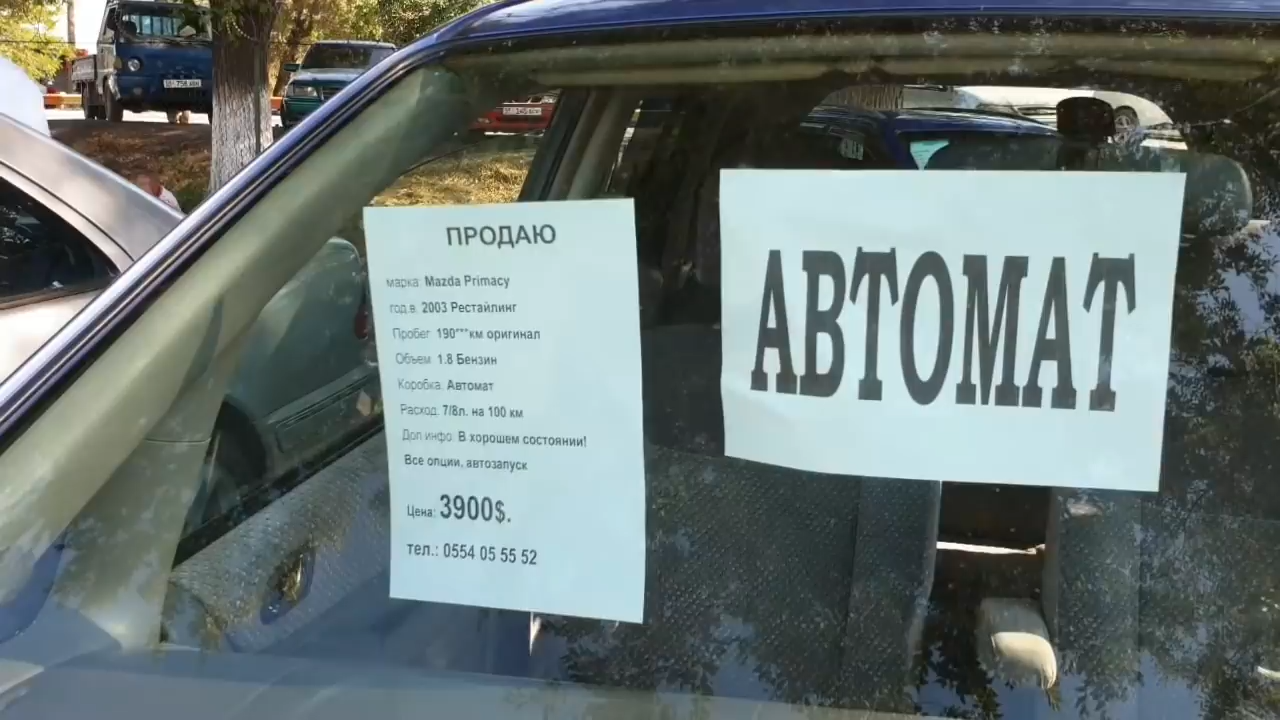 ПРОДАЮ
марка: Mazda Primacy
год.в. 2003 Рестайлинг
Пробег: 190***км оригинал
Объем: 1.8 Бензин
Коробка: Автомат
Расход: 7/8л. на 100 км
Доп инфо: В хорошем состоянии!
Все опции, автозапуск
Цена: 3900$.
тел.: 0554 05 55 52
АВТОМАТ